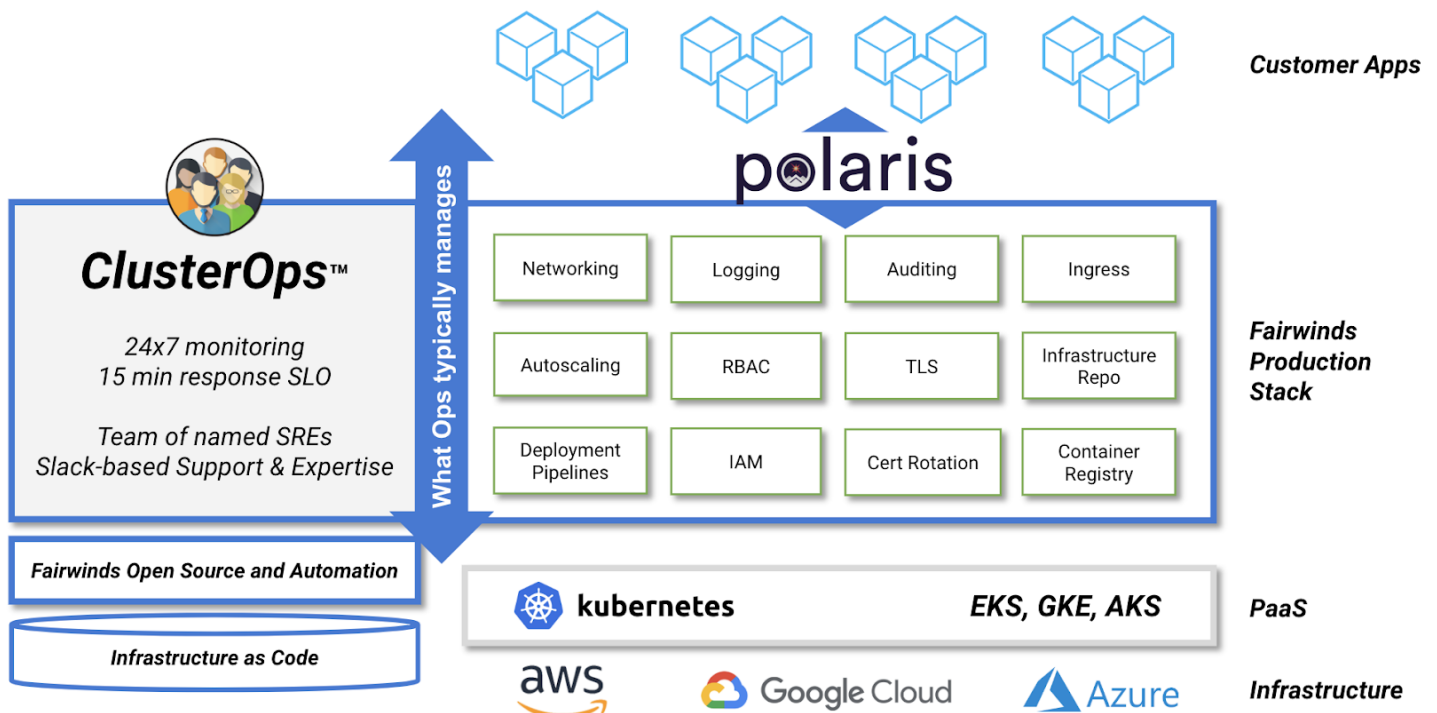 Customer Apps
polaris
What Ops typically manages
ClusterOps™
24x7 monitoring
15 min response SLO
Team of named SREs
Slack-based Support & Expertise
Networking
Logging
Auditing
Ingress
Autoscaling
RBAC
TLS
Infrastructure
Repo
Deployment
Pipelines
IAM
Cert Rotation
Container
Registry
Fairwinds
Production
Stack
Fairwinds Open Source and Automation
Infrastructure as Code
kubernetes
EKS, GKE, AKS
PaaS
aws
Google Cloud
Azure
Infrastructure